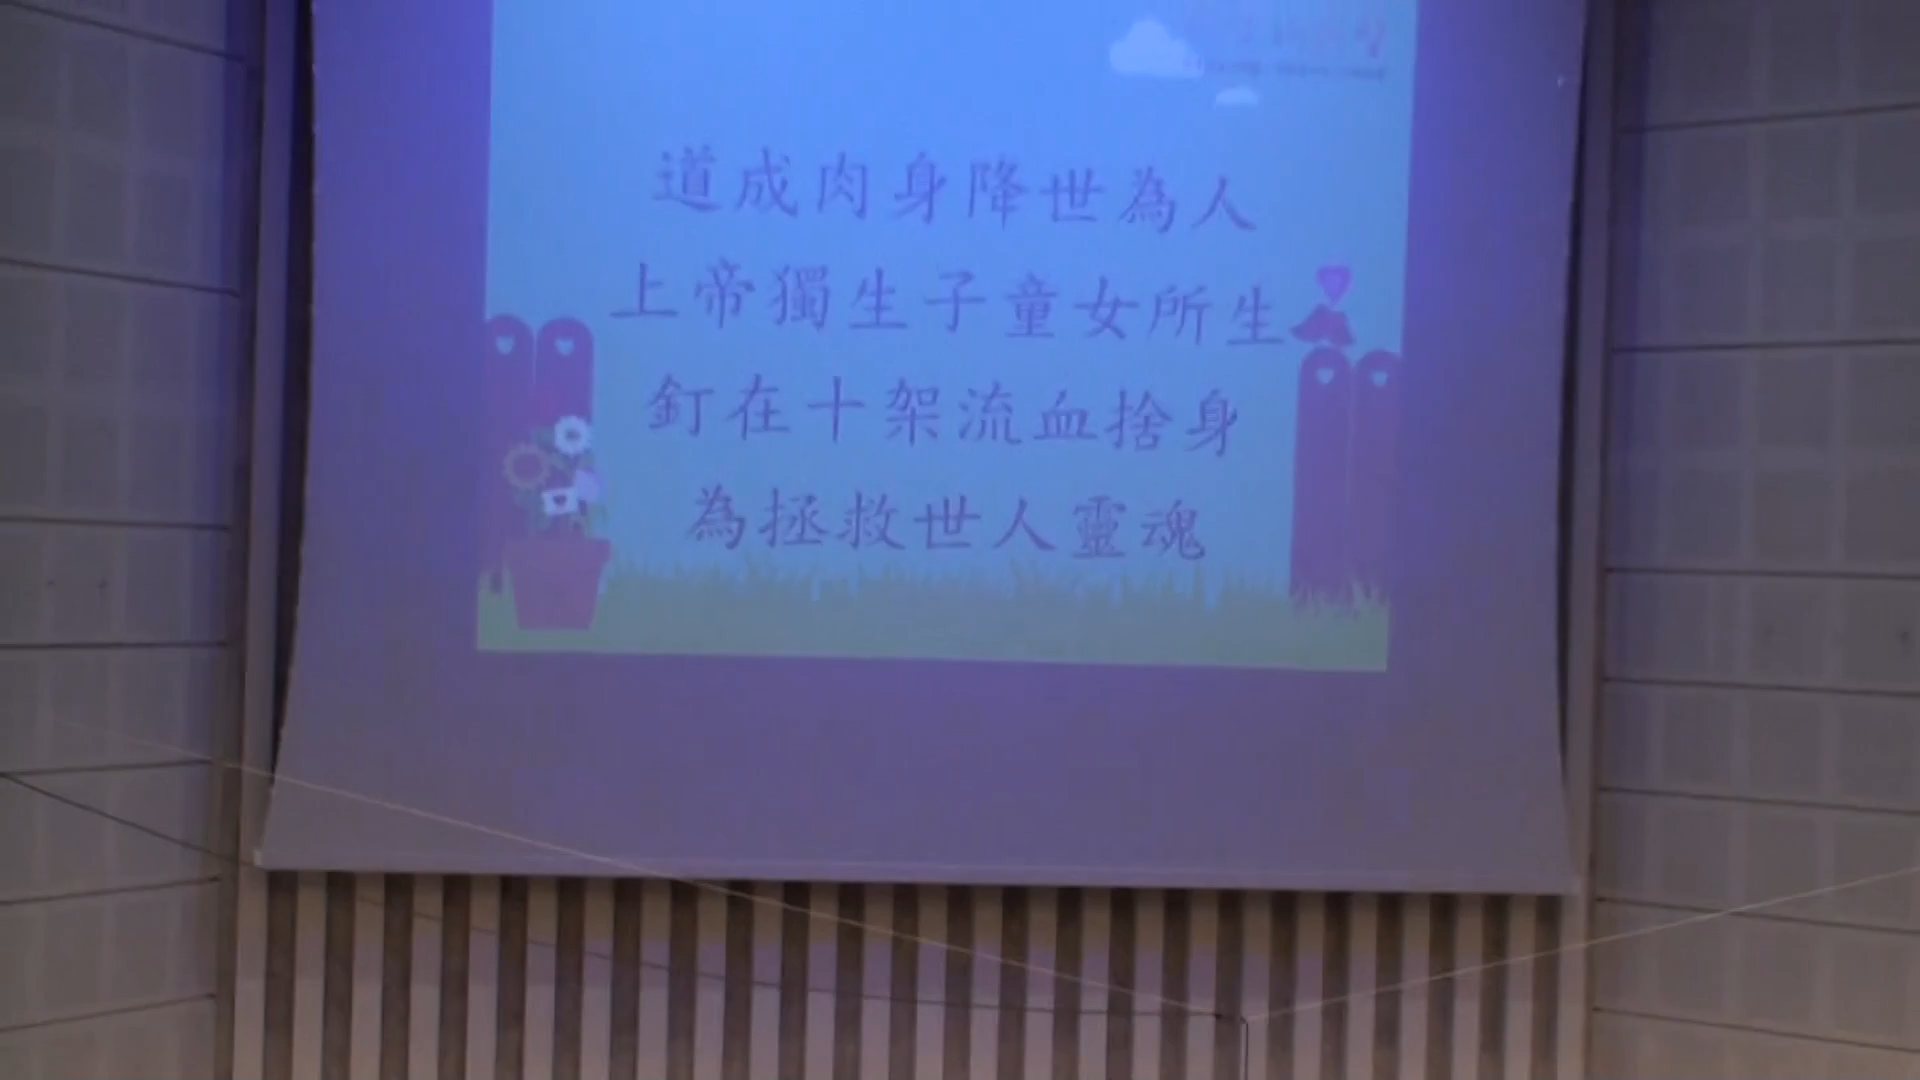 道成肉身降世為人
上帝獨生子童女所生
釘在十架流血捨身
為拯救世人靈魂